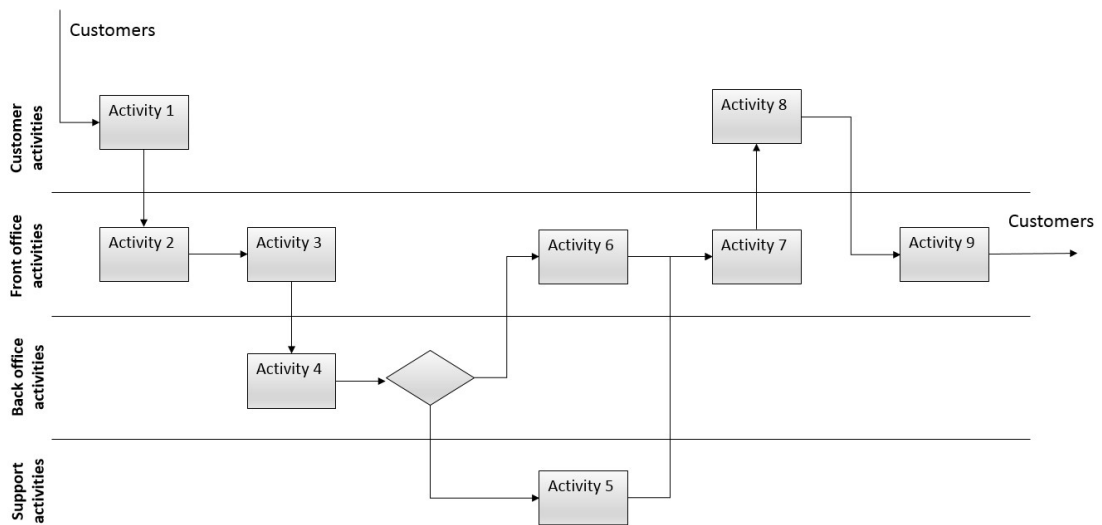 Customers
Customer
activities
Activity 1
Activity 8
Front office
activities
Activity 2
Activity 3
Activity 6
Activity 7
Activity 9
Customers
Back office
activities
Activity 4
Support
activities
Activity 5